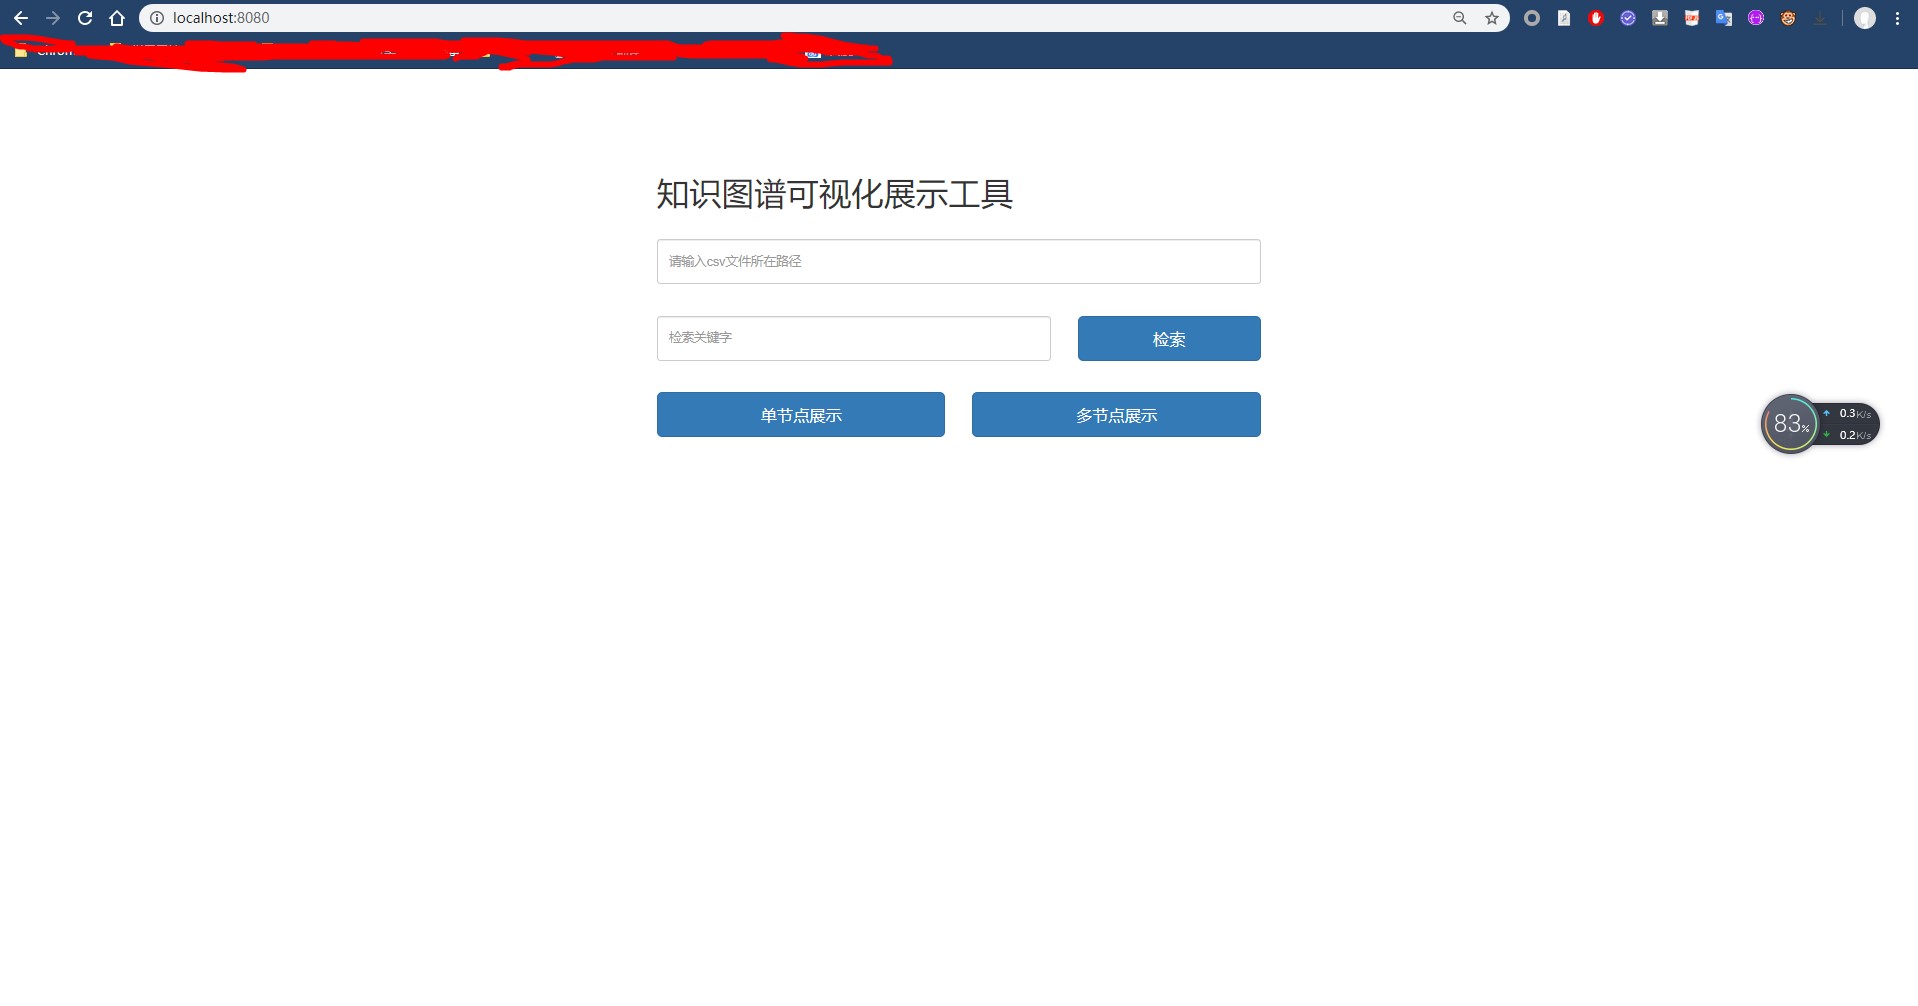 localhost:8080
知识图谱可视化展示工具
请输入csv文件所在路径
检索关键字
检索
单节点展示
多节点展示
83%
0.3K/s
0.2K/s